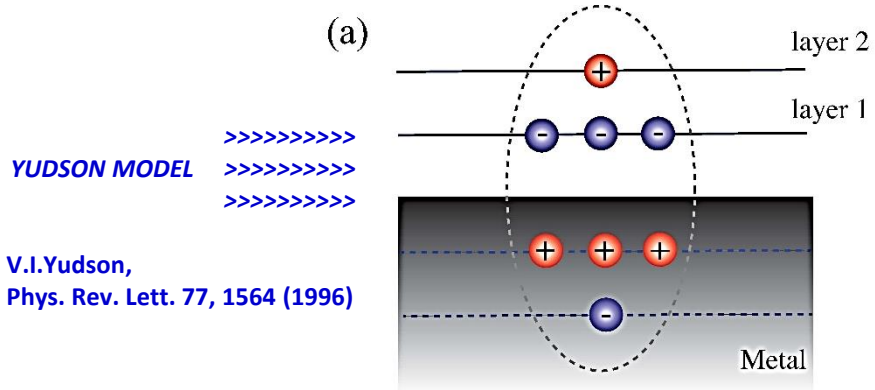 (a)
layer 2
+
layer 1
- - -
>>>>>>>>>>
YUDSON MODEL >>>>>>>>>>
>>>>>>>>>>
+ + +
V.I.Yudson,
Phys. Rev. Lett. 77, 1564 (1996)
-
Metal